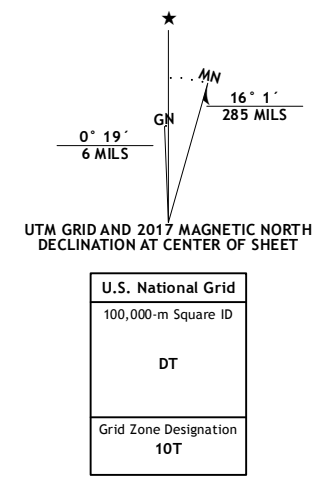 MN
GN
16° 1´
285 MILS
0° 19´
6 MILS
UTM GRID AND 2017 MAGNETIC NORTH
DECLINATION AT CENTER OF SHEET
U.S. National Grid
100,000-m Square ID
DT
Grid Zone Designation
10T